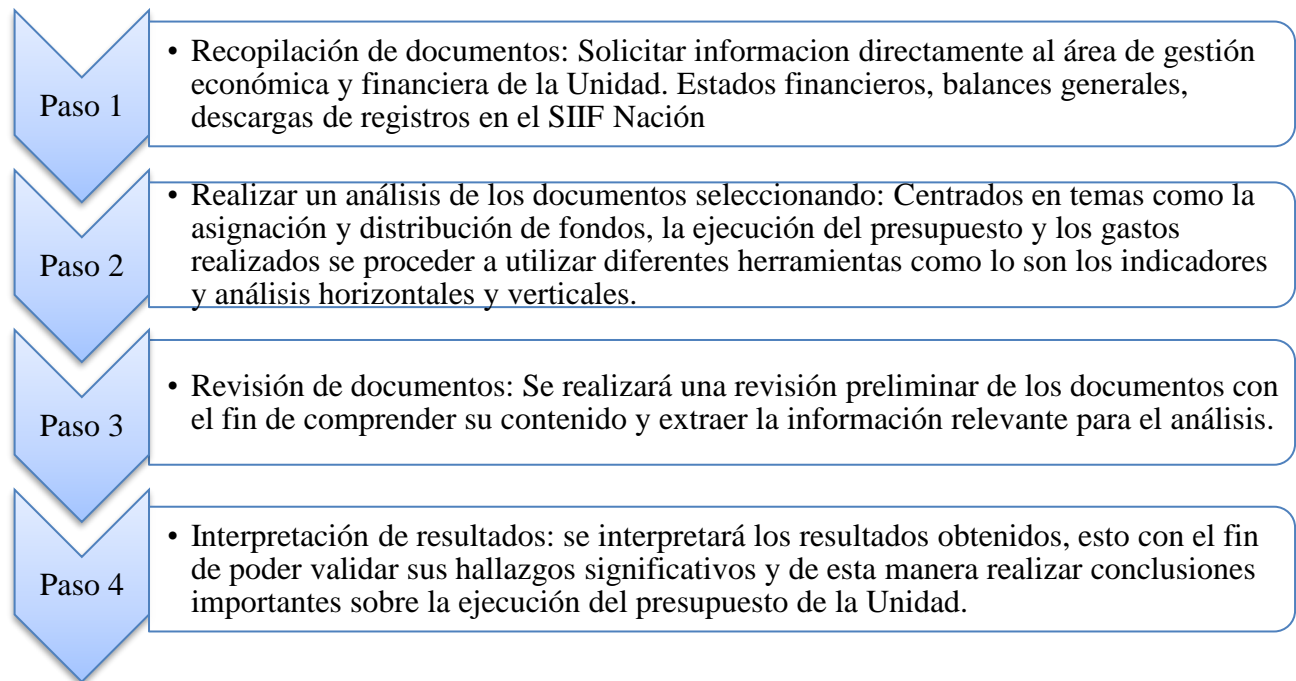 Paso 1
• Recopilación de documentos: Solicitar informacion directamente al área de gestión
económica y financiera de la Unidad. Estados financieros, balances generales,
descargas de registros en el SIIF Nación
Paso 2
• Realizar un análisis de los documentos seleccionando: Centrados en temas como la
asignación y distribución de fondos, la ejecución del presupuesto y los gastos
realizados se proceder a utilizar diferentes herramientas como lo son los indicadores
y análisis horizontales y verticales.
Paso 3
• Revisión de documentos: Se realizará una revisión preliminar de los documentos con
el fin de comprender su contenido y extraer la información relevante para el análisis.
Paso 4
• Interpretación de resultados: se interpretará los resultados obtenidos, esto con el fin
de poder validar sus hallazgos significativos y de esta manera realizar conclusiones
importantes sobre la ejecución del presupuesto de la Unidad.